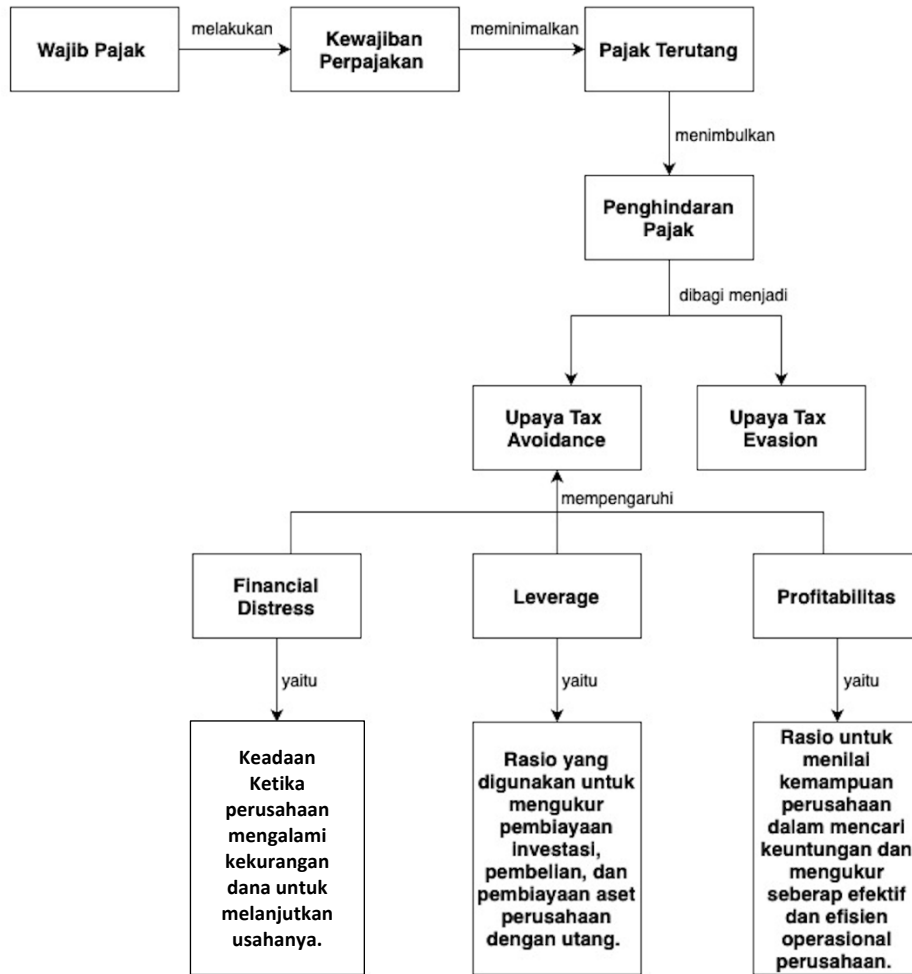 Wajib Pajak
melakukan
Kewajiban
Perpajakan
meminimalkan
Pajak Terutang
menimbulkan
Penghindaran
Pajak
dibagi menjadi
Upaya Tax
Avoidance
Upaya Tax
Evasion
mempengaruhi
Financial
Distress
Leverage
Profitabilitas
yaitu
yaitu
yaitu
Keadaan
Ketika
perusahaan
mengalami
kekurangan
dana untuk
melanjutkan
usahanya.
Rasio yang
digunakan untuk
mengukur
pembiayaan
investasi,
pembelian, dan
pembiayaan aset
perusahaan
dengan utang.
Rasio untuk
menilai
kemampuan
perusahaan
dalam mencari
keuntungan dan
mengukur
seberap efektif
dan efisien
operasional
perusahaan.